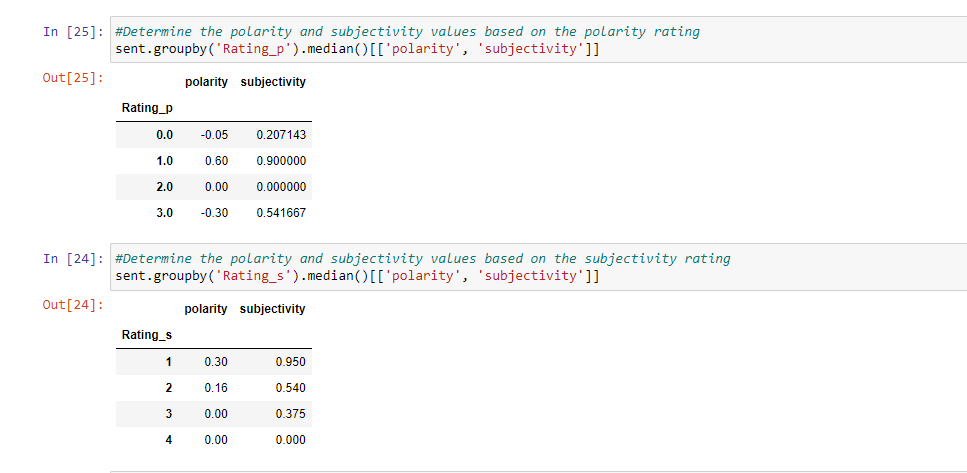 In [25]: #Determine the polarity and subjectivity values based on the polarity rating
sent.groupby('Rating_p').median()[['polarity', 'subjectivity']]
Out[25]:
polarity subjectivity
Rating_p
0.0 -0.05 0.207143
1.0 0.60 0.900000
2.0 0.00 0.000000
3.0 -0.30 0.541667
In [24]: #Determine the polarity and subjectivity values based on the subjectivity rating
sent.groupby('Rating_s').median()[['polarity', 'subjectivity']]
Out[24]:
polarity subjectivity
Rating_s
1 0.30 0.950
2 0.16 0.540
3 0.00 0.375
4 0.00 0.000